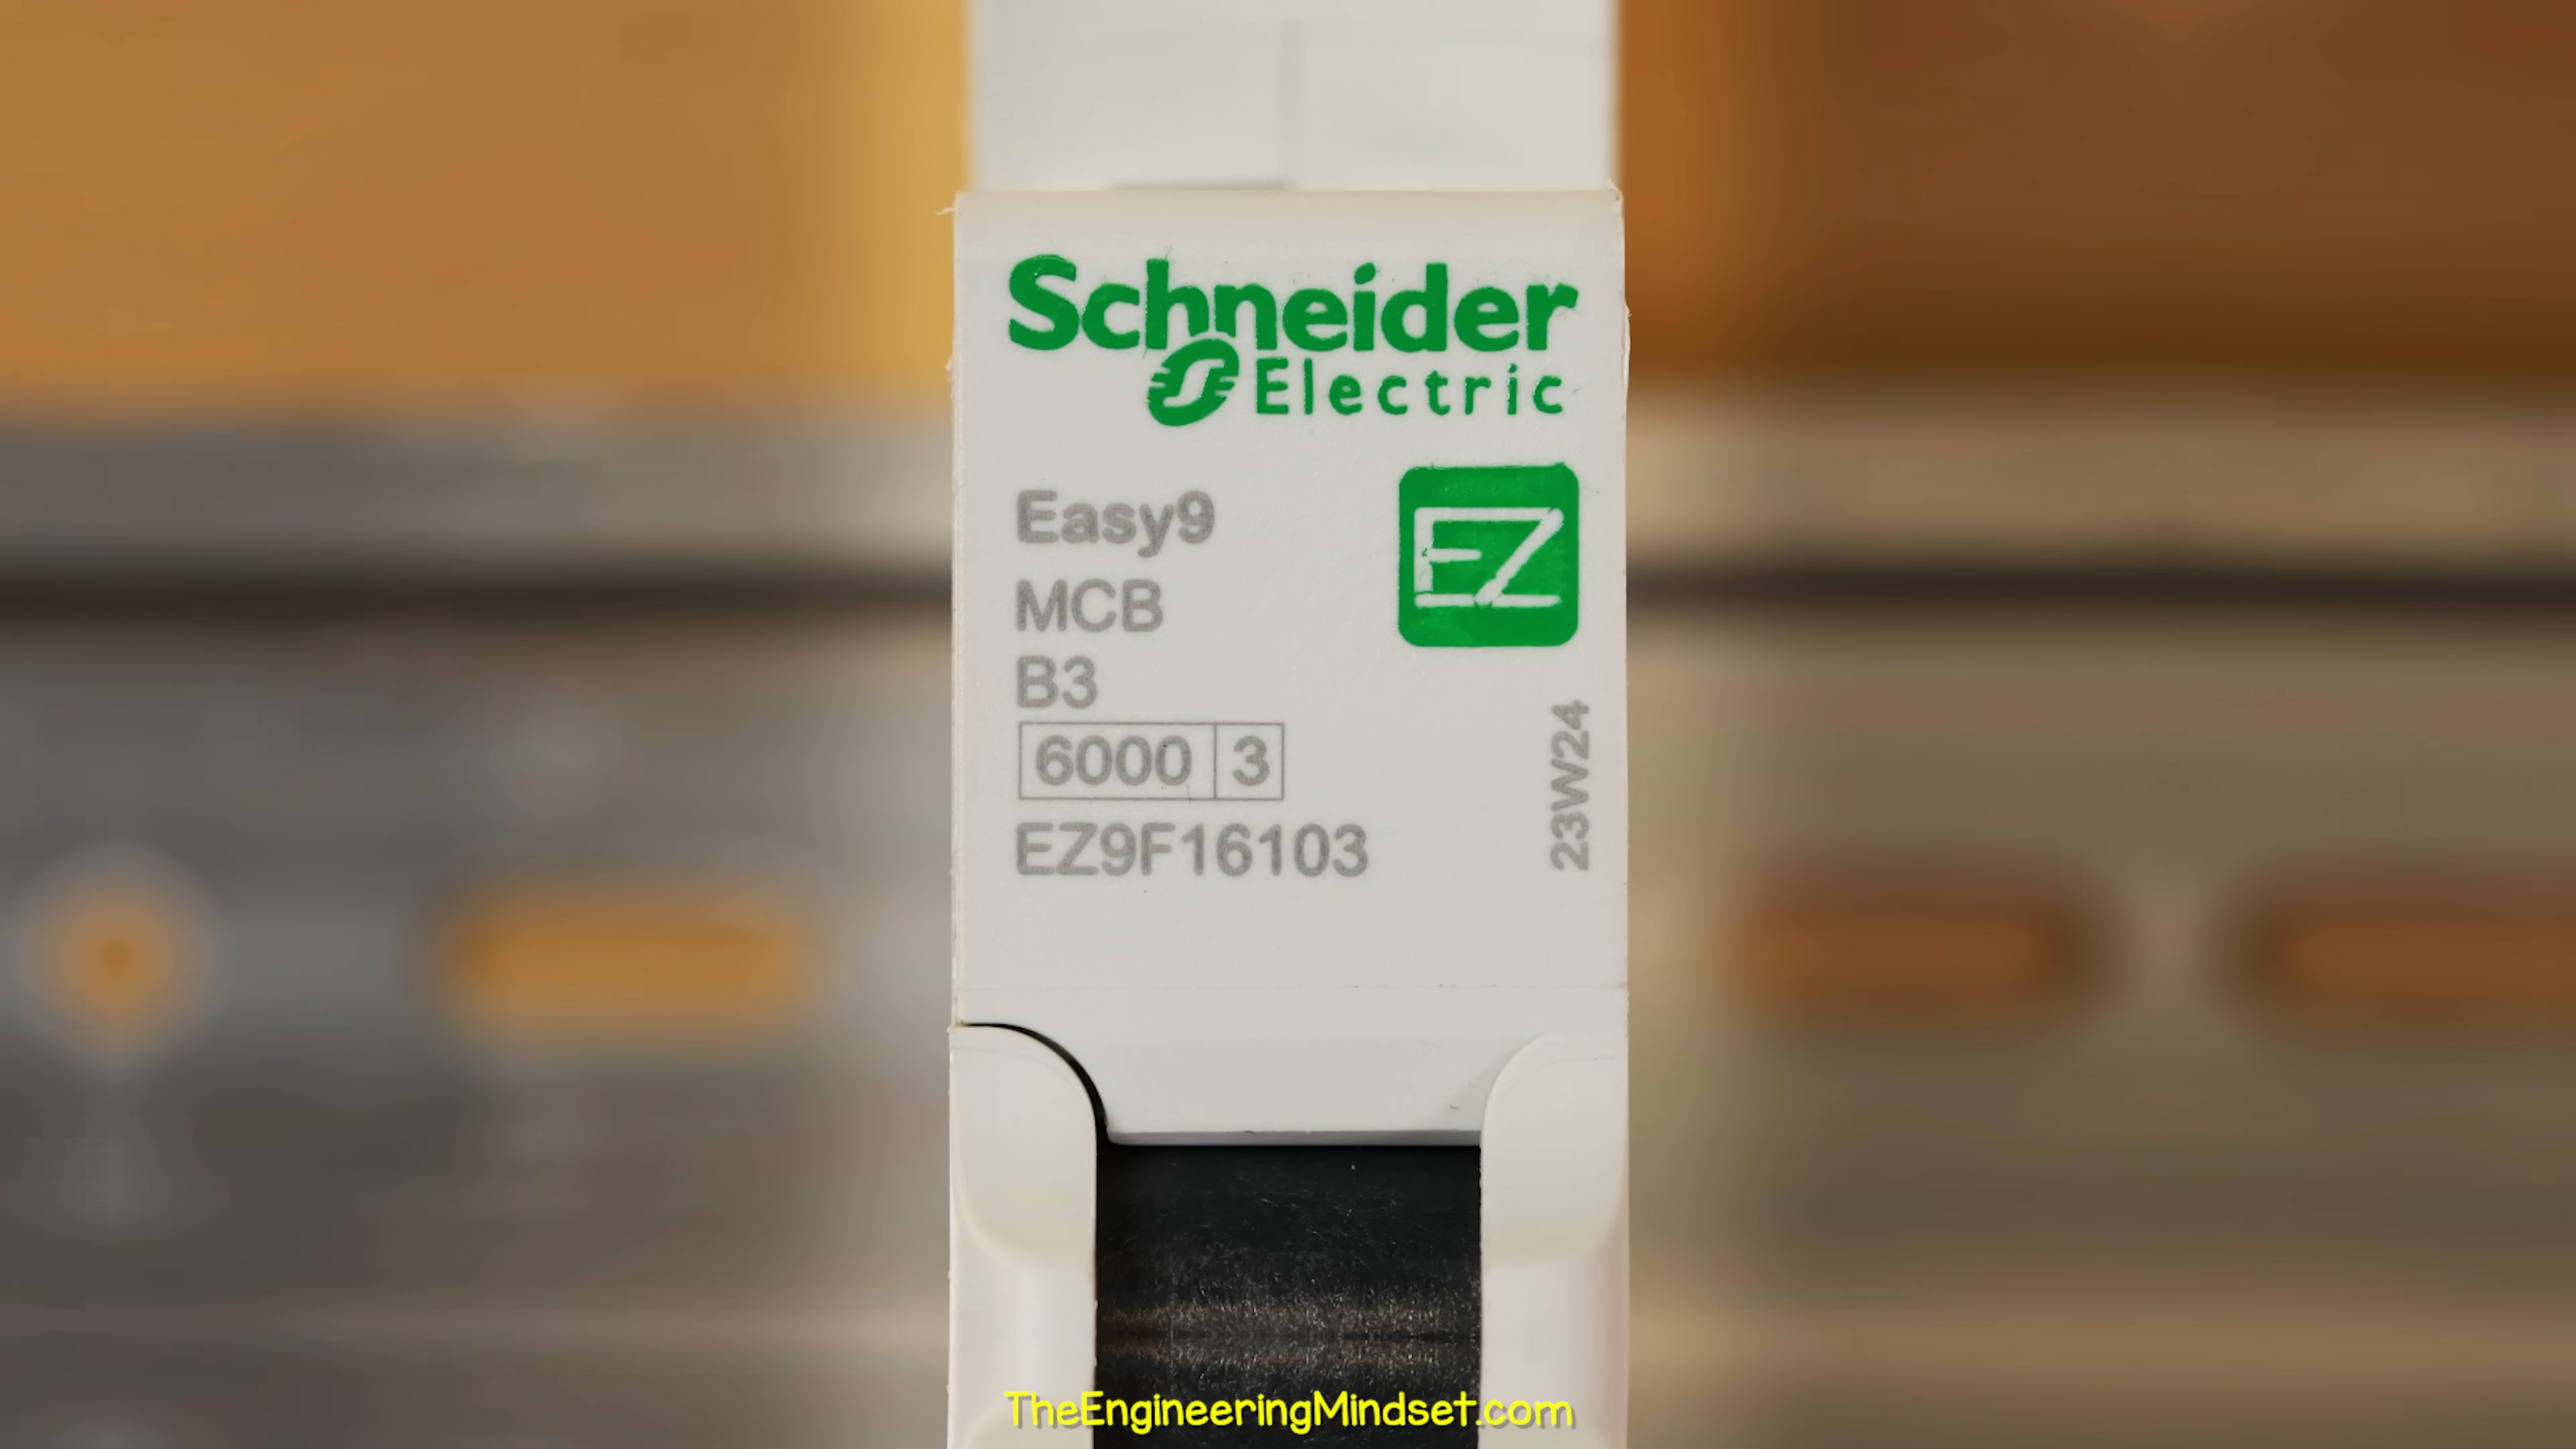 Schneider
Electric
EZ
Easy9
MCB
B3
6000 3
EZ9F16103
23W24
TheEngineeringMindset.com